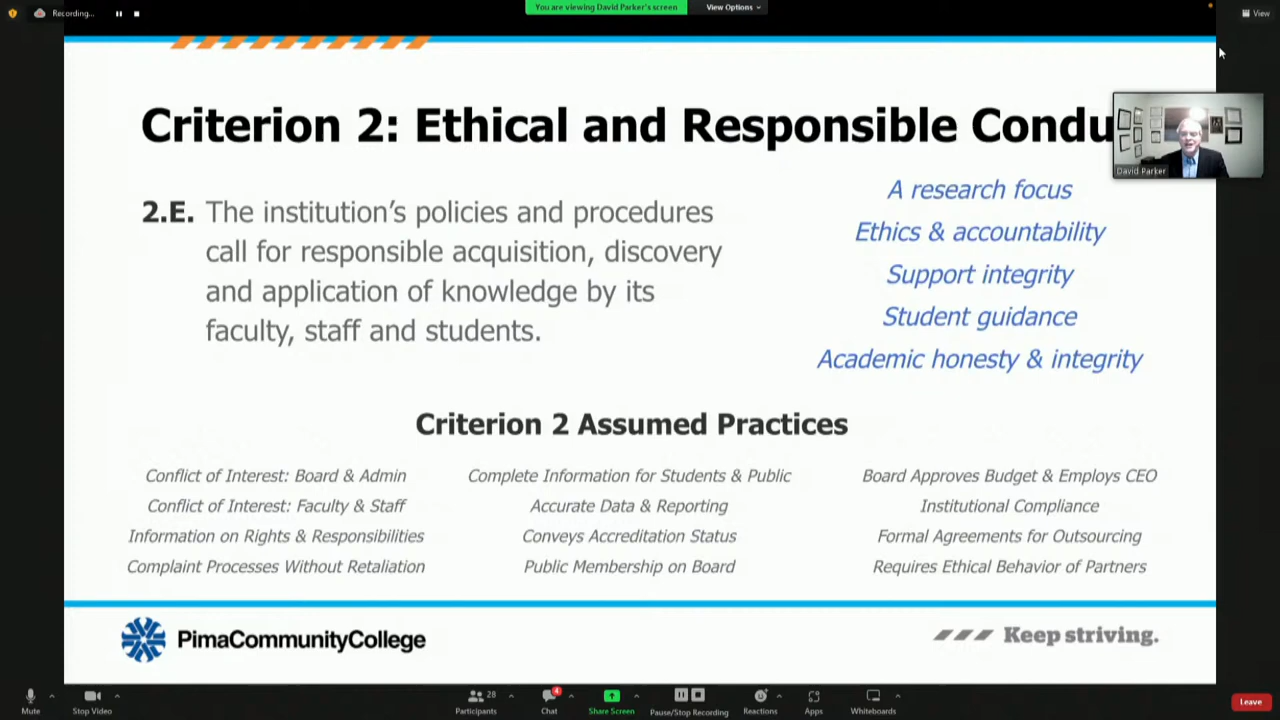 Recording...
You are viewing David Parker's screen
View Options
View
Criterion 2: Ethical and Responsible Condu
David Parker
2.E. The institution's policies and procedures
call for responsible acquisition, discovery
and application of knowledge by its
faculty, staff and students.
A research focus
Ethics & accountability
Support integrity
Student guidance
Academic honesty & integrity
Criterion 2 Assumed Practices
Conflict of Interest: Board & Admin
Conflict of Interest: Faculty & Staff
Information on Rights & Responsibilities
Complaint Processes Without Retaliation
Complete Information for Students & Public
Accurate Data & Reporting
Conveys Accreditation Status
Public Membership on Board
Board Approves Budget & Employs CEO
Institutional Compliance
Formal Agreements for Outsourcing
Requires Ethical Behavior of Partners
PimaCommunityCollege
Keep striving.
Mute
Stop Video
28
Participants
4
Chat
Share Screen
Pause/Stop Recording
Reactions
Apps
Whiteboards
Leave